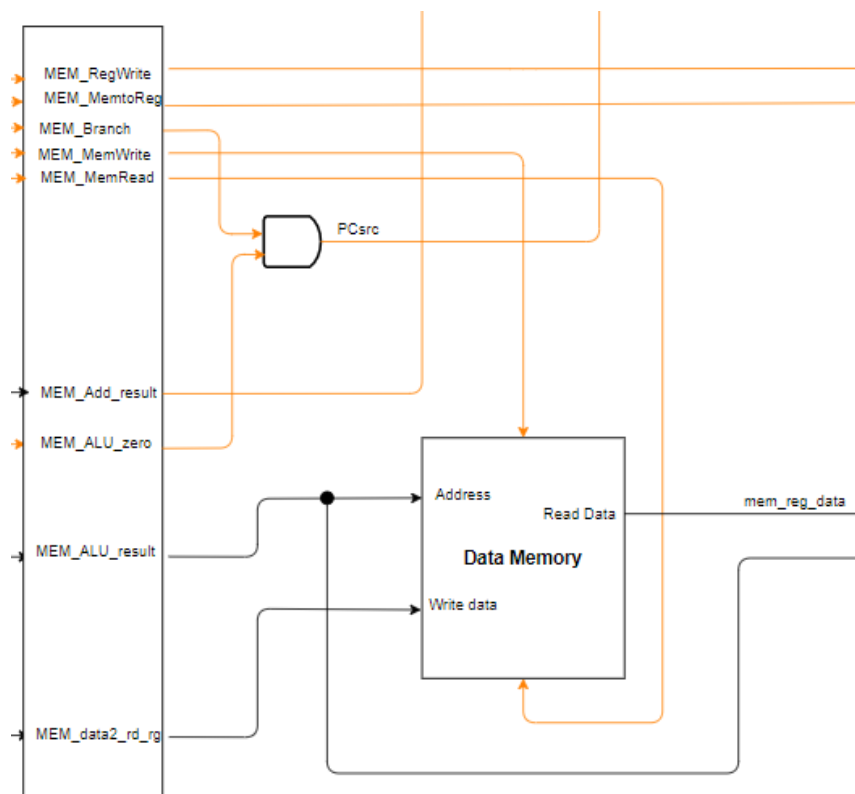 MEM_RegWrite
MEM_MemtoReg
MEM_Branch
MEM_MemWrite
MEM_MemRead
PCsrc
MEM_Add_result
MEM_ALU_zero
Address
mem_reg_data
Read Data
MEM_ALU_result
Data Memory
Write data
MEM_data2_rd_rg